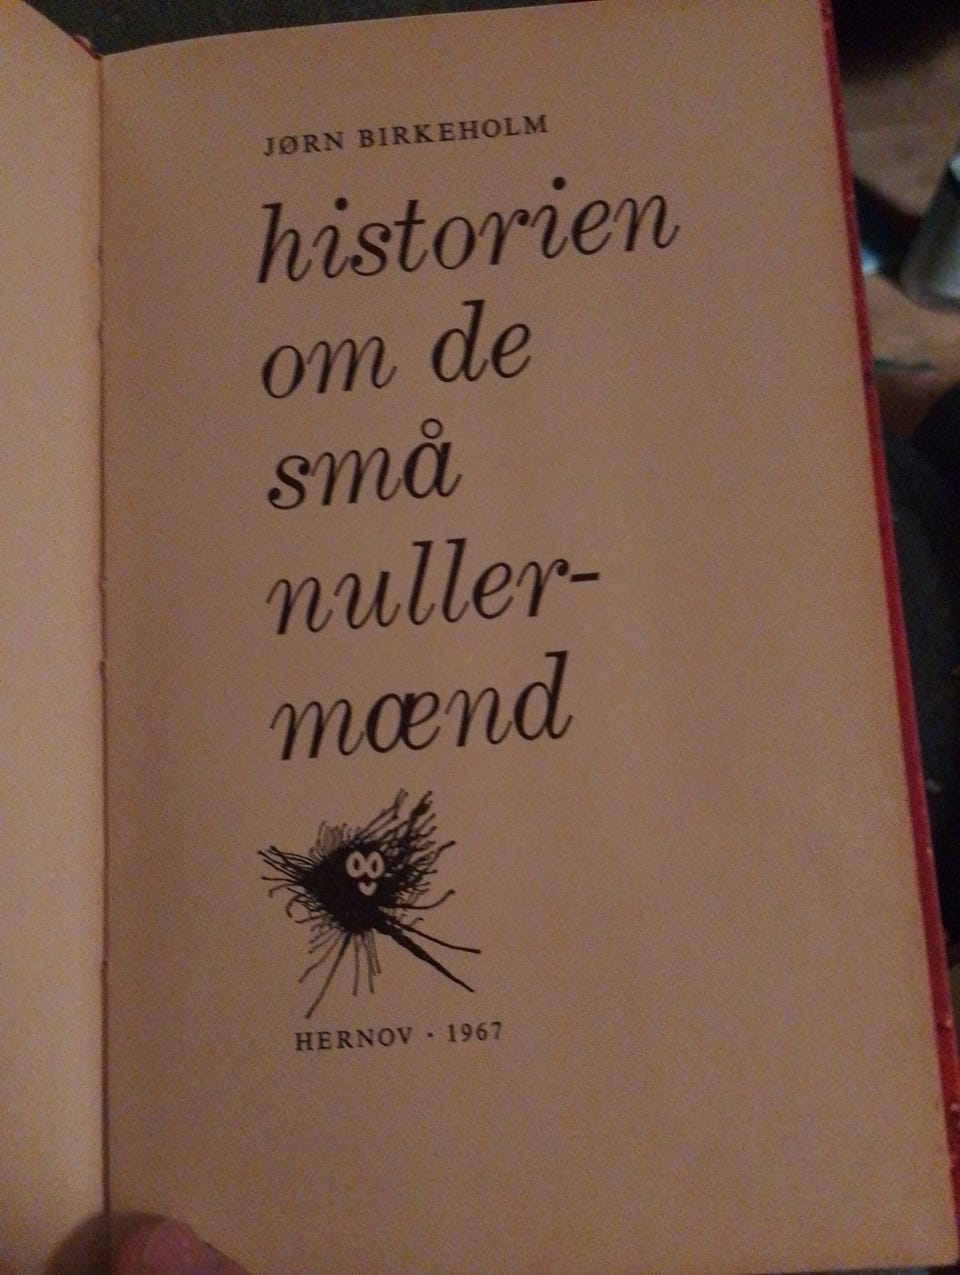 JØRN BIRKEHOLM
historien
om de
små
nuller-
mænd
HERNOV · 1967